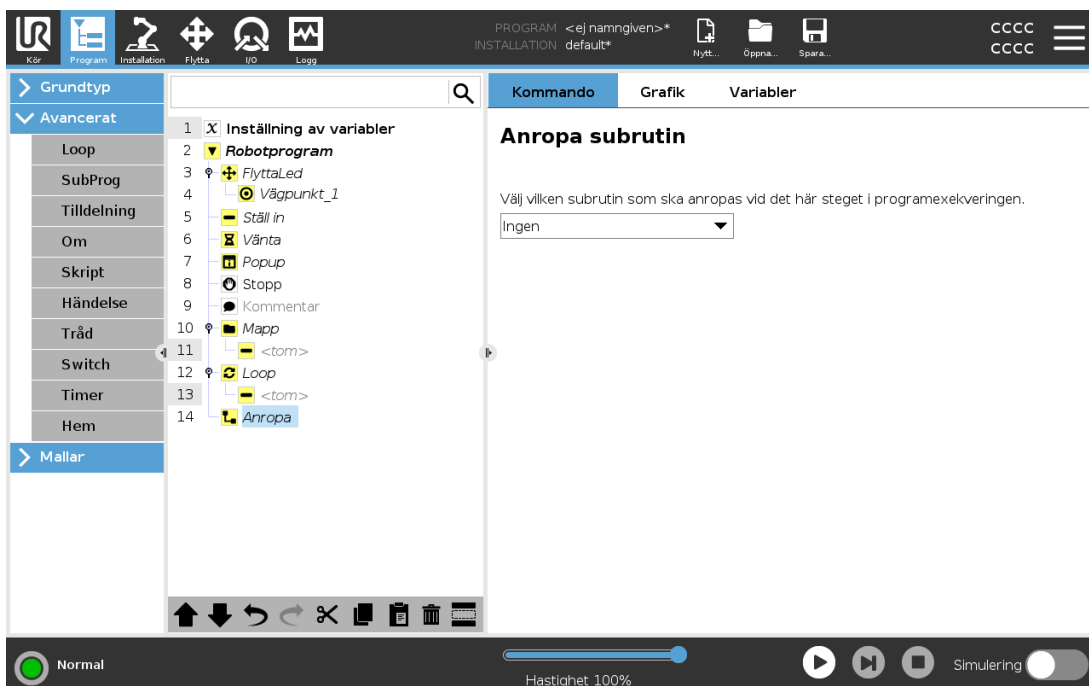 PROGRAM <ej namngiven>*
INSTALLATION default*
UR
Kör
Program
Installation
Flytta
I/O
Logg
Nytt...
Öppna...
Spara...
CCCC
CCCC
Grundtyp
Avancerat
Loop
SubProg
Tilldelning
Om
Skript
Händelse
Tråd
Switch
Timer
Hem
Mallar
1 X Inställning av variabler
2 Robotprogram
3 FlyttaLed
4 Vägpunkt_1
5 Ställ in
6 Vänta
7 Popup
8 Stopp
9 Kommentar
10 Mapp
11 <tom>
12 Loop
13 <tom>
14 Anropa
Kommando Grafik Variabler
Anropa subrutin
Välj vilken subrutin som ska anropas vid det här steget i programexekveringen.
Ingen
Normal
Hastighet 100%
Simulering